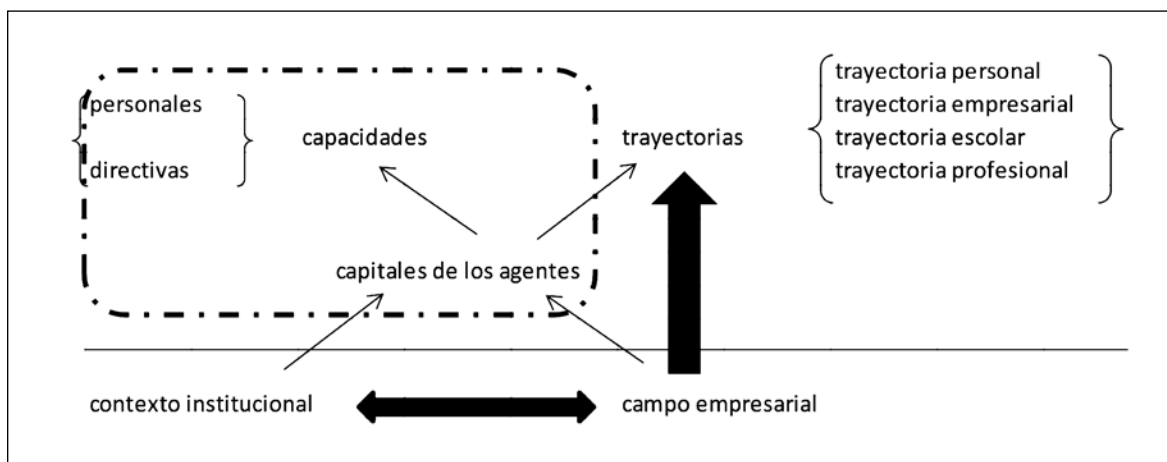 personales
directivas
capacidades
trayectorias
trayectoria personal
trayectoria empresarial
trayectoria escolar
trayectoria profesional
capitales de los agentes
contexto institucional
campo empresarial